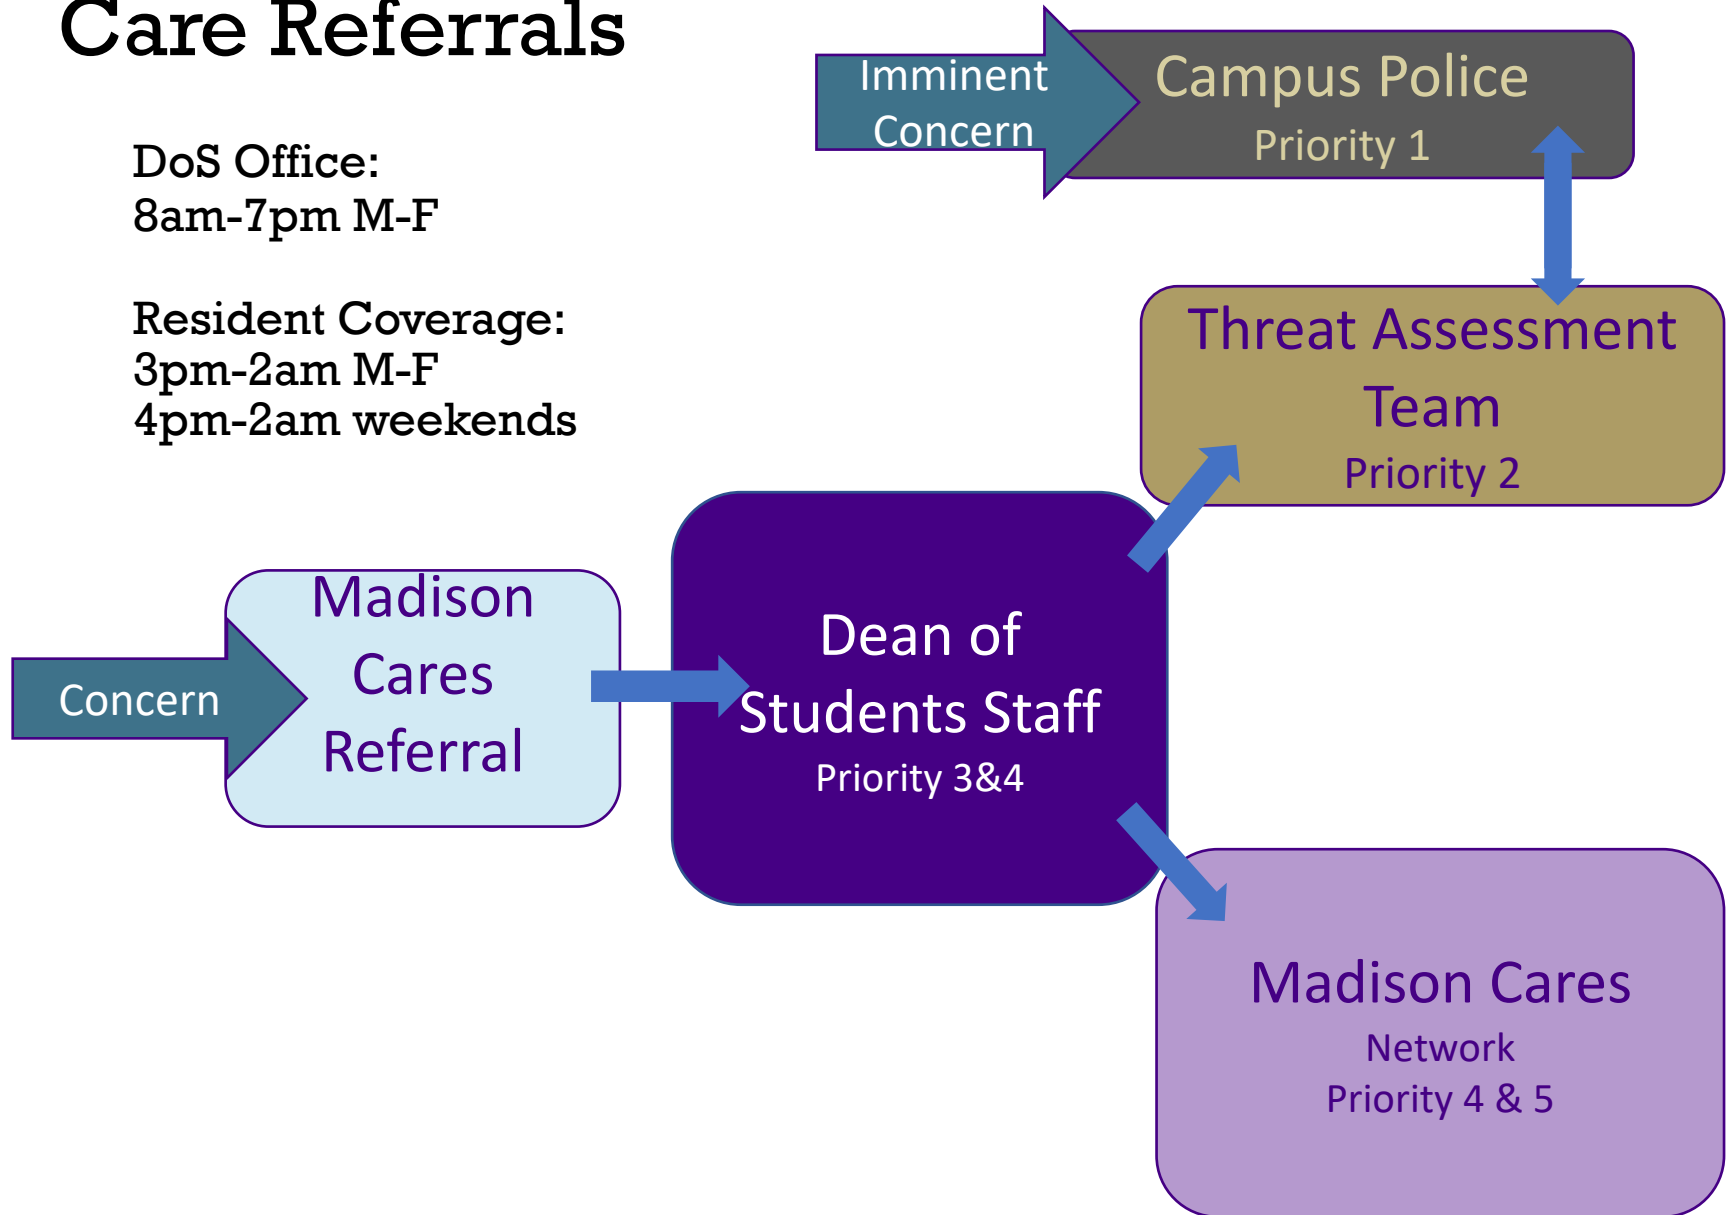 Care Referrals
DoS Office:
8am-7pm M-F
Resident Coverage:
3pm-2am M-F
4pm-2am weekends
Imminent
Concern
Campus Police
Priority 1
Threat Assessment
Team
Priority 2
Concern
Madison
Cares
Referral
Dean of
Students Staff
Priority 3&4
Madison Cares
Network
Priority 4 & 5